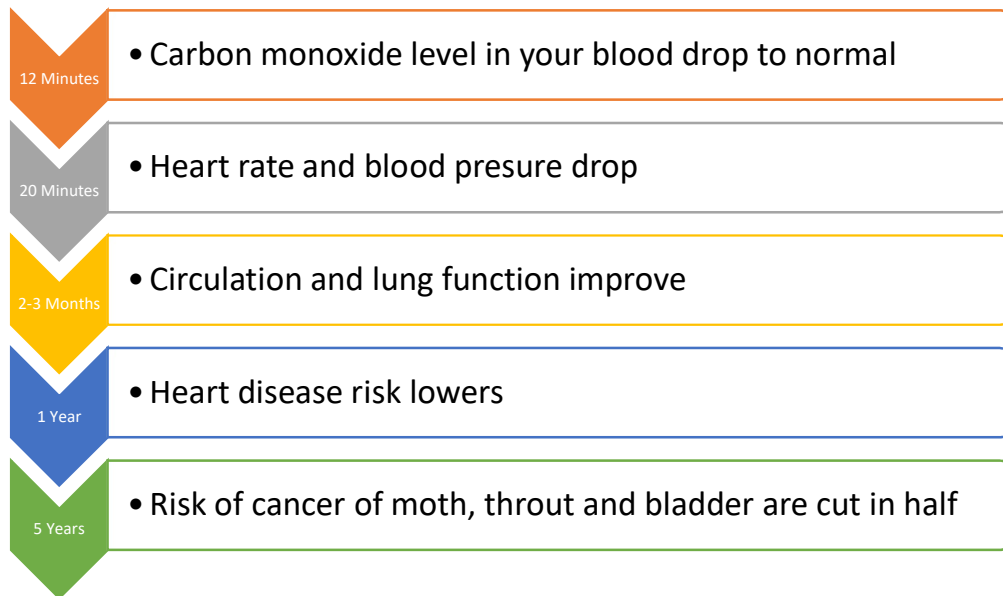 12 Minutes
• Carbon monoxide level in your blood drop to normal
20 Minutes
• Heart rate and blood presure drop
2-3 Months
• Circulation and lung function improve
1 Year
• Heart disease risk lowers
5 Years
• Risk of cancer of moth, throut and bladder are cut in half